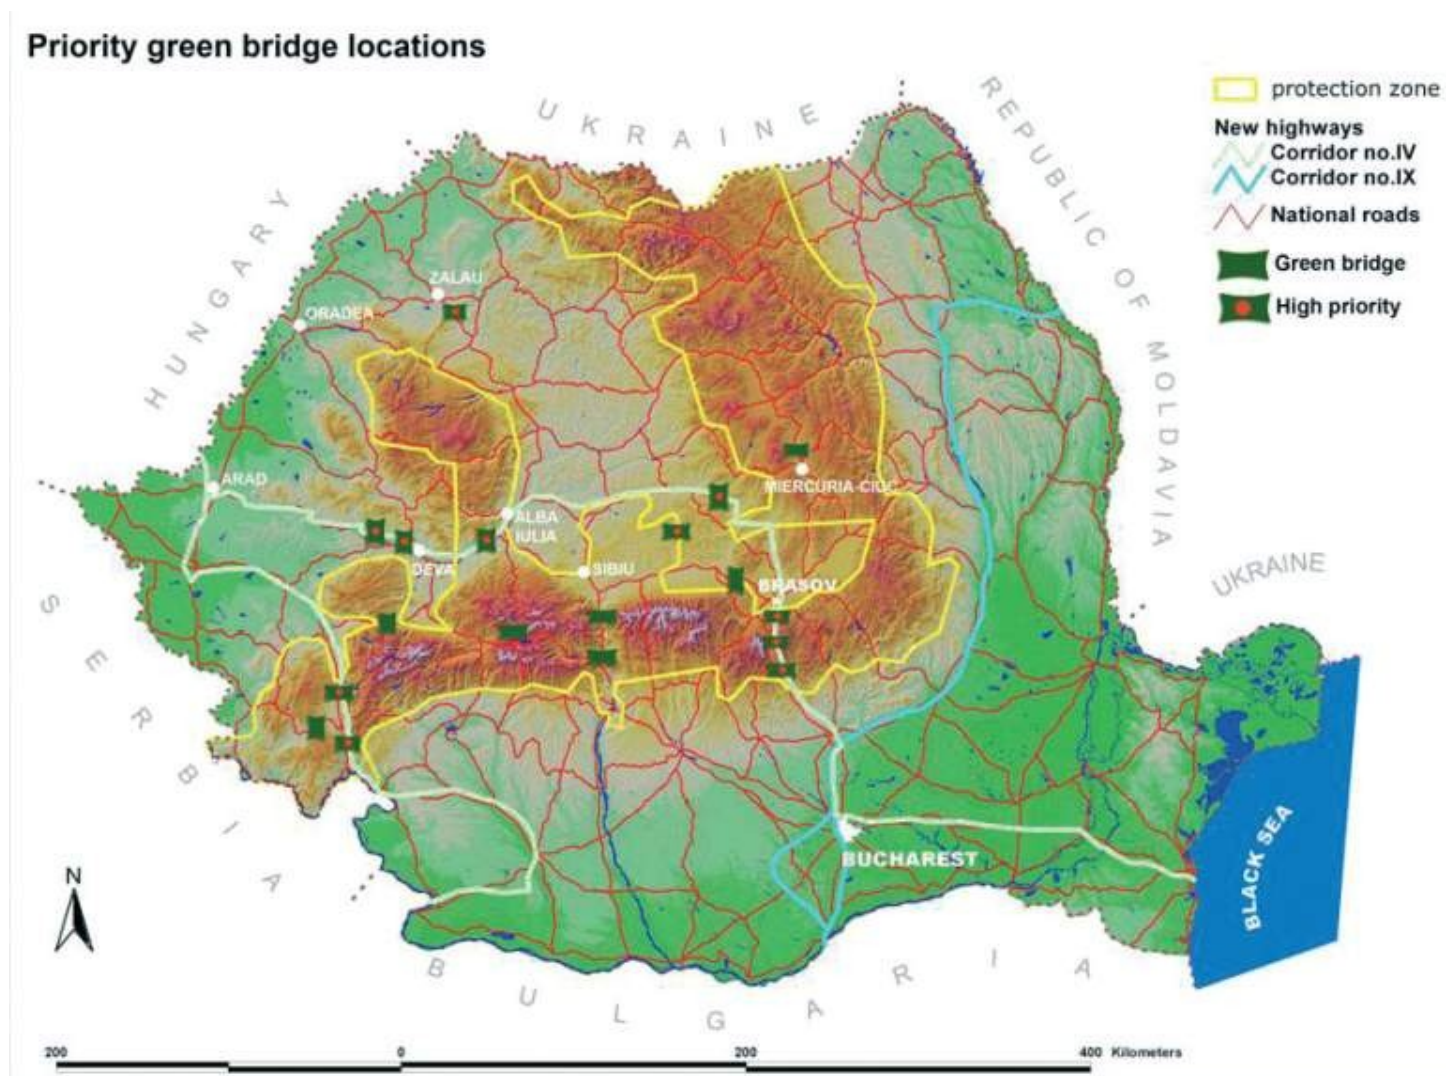 Priority green bridge locations
protection zone
New highways
Corridor no.IV
Corridor no.IX
National roads
Green bridge
High priority
UKRAINE
REPUBLIC OF MOLDAVIA
HUNGARY
ZALAU
ORADEA
ARAD
MIERCURIA-CIUC
ALBA
IULIA
DEVA
SIBIU
BRASOV
UKRAINE
SERBIA
BUCHAREST
BLACK SEA
BULGARIA
N
200 0 200 400 Kilometers